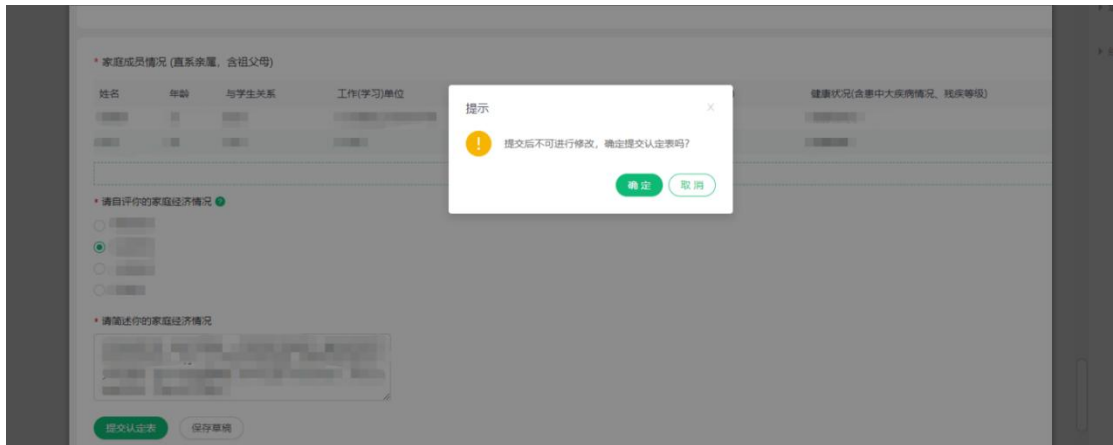 * 家庭成员情况 (直系亲属，含祖父母)
姓名 年龄 与学生关系 工作(学习)单位 健康状况(含患中大疾病情况、残疾等级)
提示
提交后不可进行修改，确定提交认定表吗?
确定 取消
* 请自评你的家庭经济情况
* 请简述你的家庭经济情况
提交认定表 保存草稿